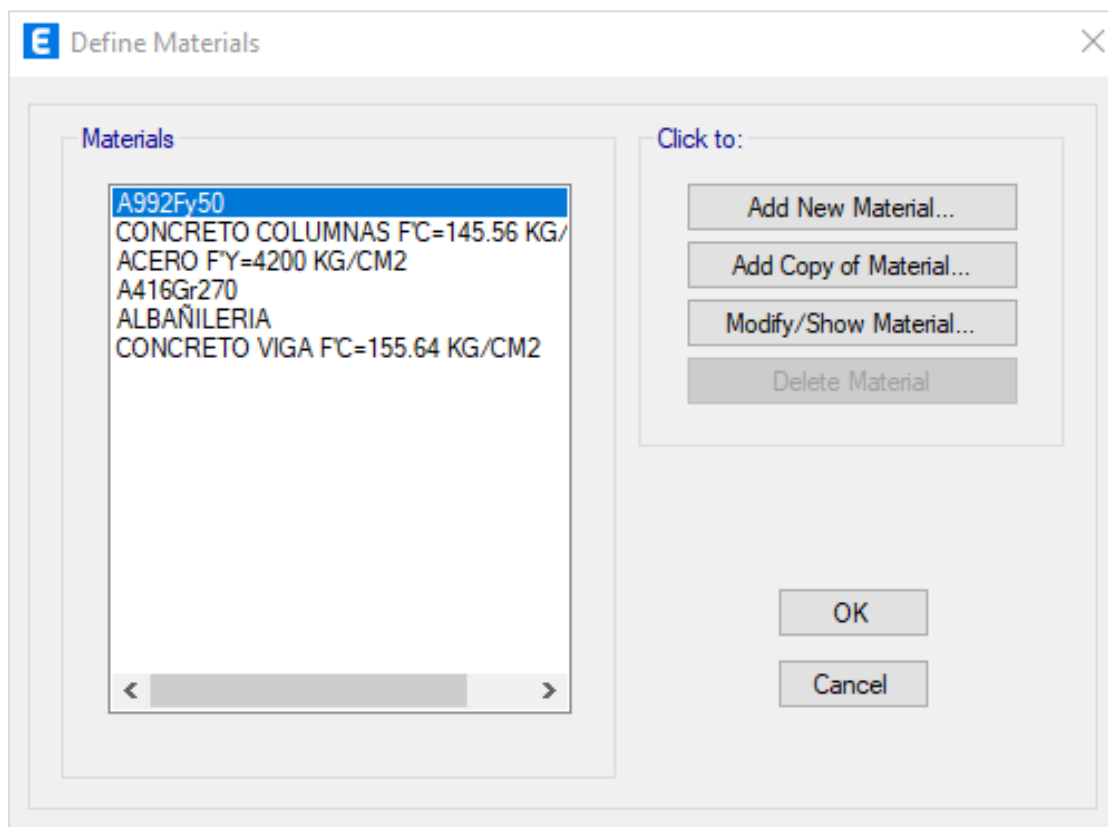 E Define Materials
Materials
A992Fy50
CONCRETO COLUMNAS F'C=145.56 KG/
ACERO F'Y=4200 KG/CM2
A416Gr270
ALBAÑILERIA
CONCRETO VIGA F'C=155.64 KG/CM2
Click to:
Add New Material...
Add Copy of Material...
Modify/Show Material...
Delete Material
OK
Cancel